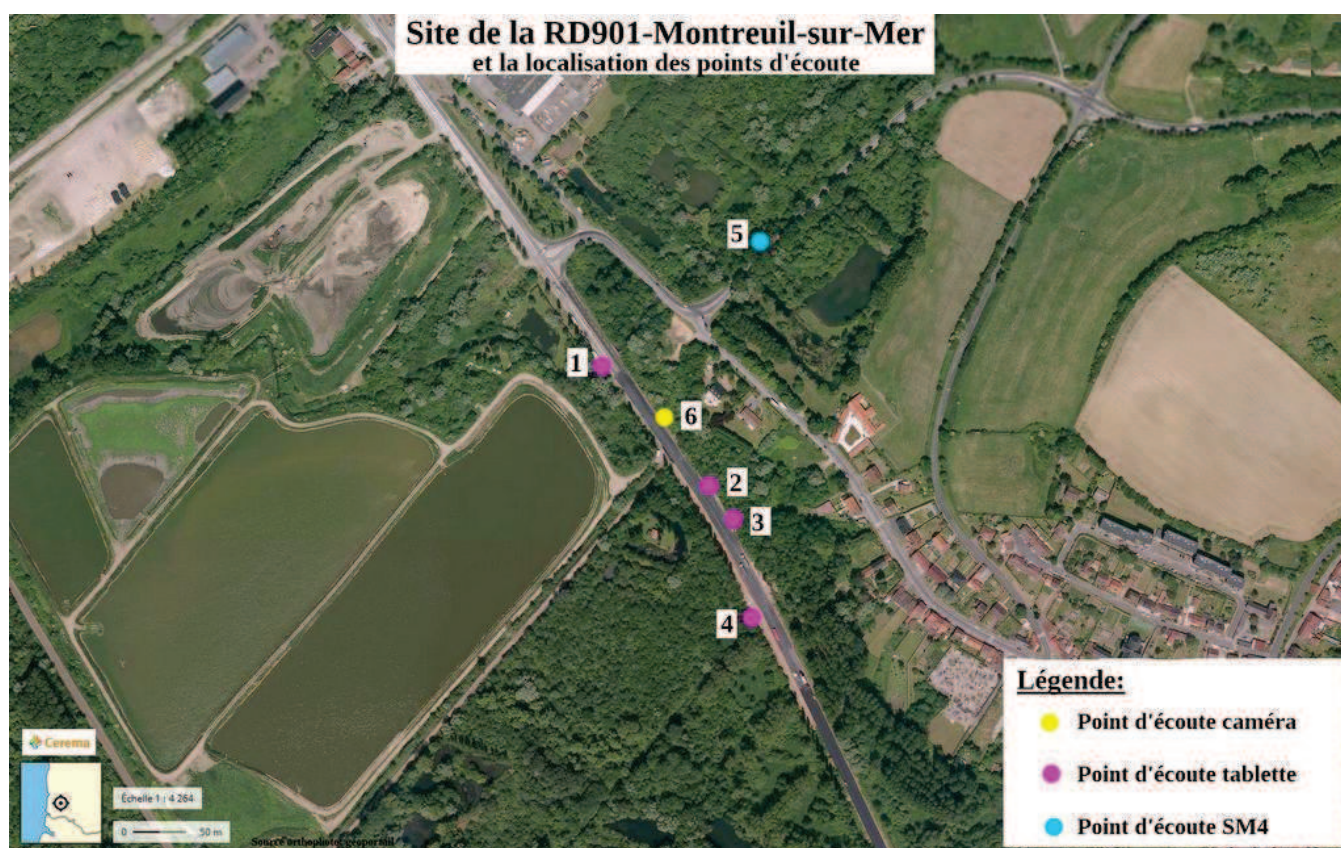 Site de la RD901-Montreuil-sur-Mer
et la localisation des points d'écoute
5
1
6
2
3
4
Légende:
Point d'écoute caméra
Point d'écoute tablette
Point d'écoute SM4
Cerema
Échelle 1 : 4 264
0 50 m
Source orthophoto: géoportail